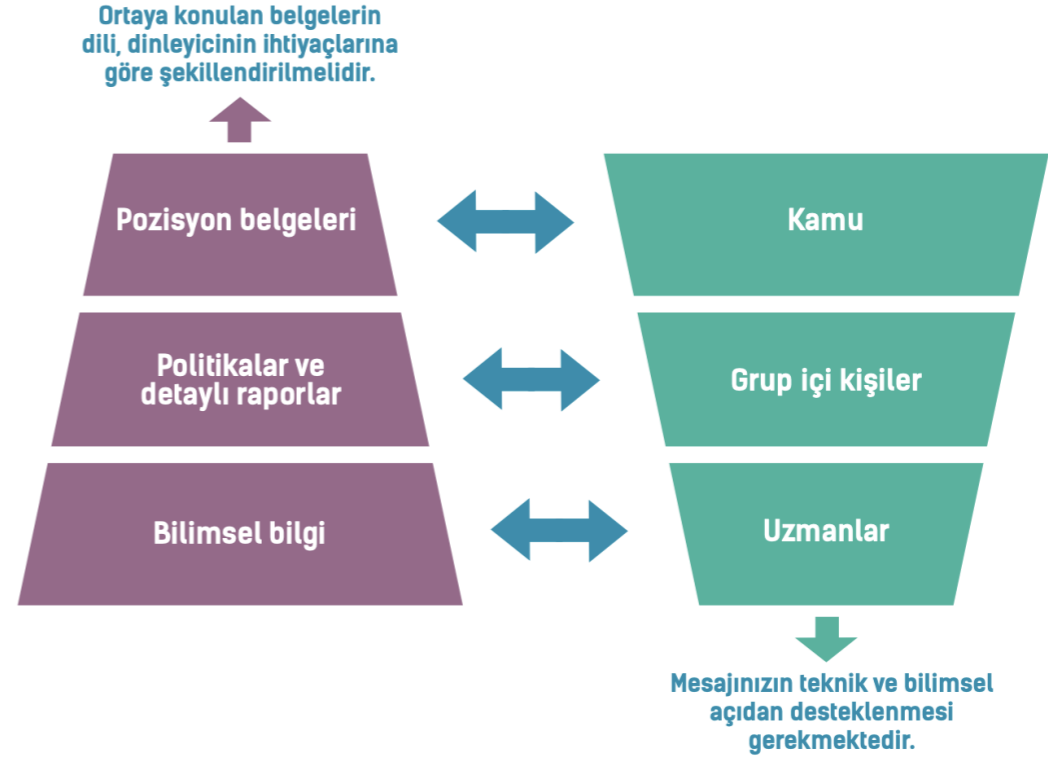 Ortaya konulan belgelerin
dili, dinleyicinin ihtiyaçlarına
göre şekillendirilmelidir.
Pozisyon belgeleri
Kamu
Politikalar ve
detaylı raporlar
Grup içi kişiler
Bilimsel bilgi
Uzmanlar
Mesajınızın teknik ve bilimsel
açıdan desteklenmesi
gerekmektedir.